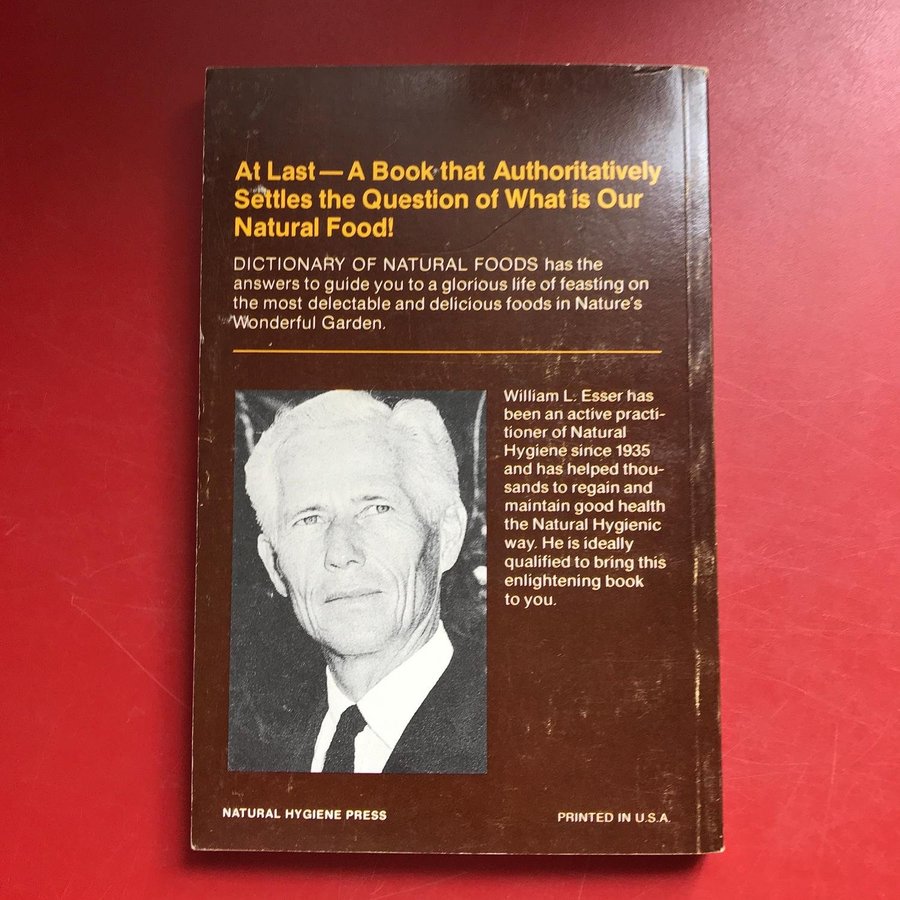 At Last — A Book that Authoritatively
Settles the Question of What is Our
Natural Food!
DICTIONARY OF NATURAL FOODS has the
answers to guide you to a glorious life of feasting on
the most delectable and delicious foods in Nature's
Wonderful Garden.
William L. Esser has
been an active practi-
tioner of Natural
Hygiene since 1935
and has helped thou-
sands to regain and
maintain good health
the Natural Hygienic
way. He is ideally
qualified to bring this
enlightening book
to you.
NATURAL HYGIENE PRESS
PRINTED IN U.S.A.